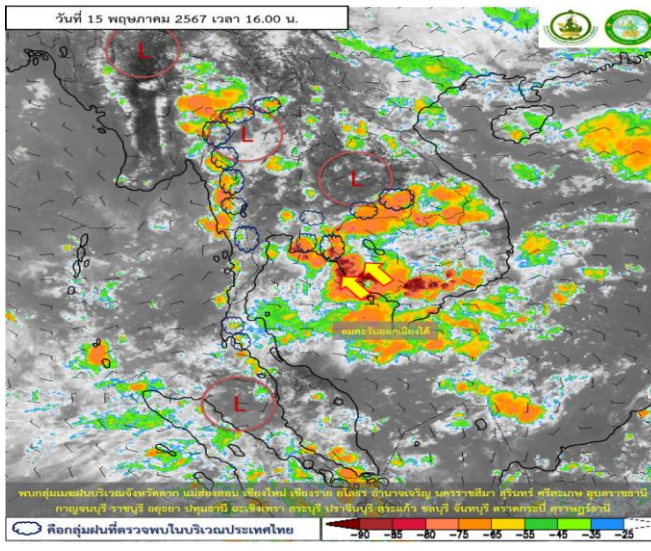 วันที่ 15 พฤษภาคม 2567 เวลา 16.00 น.
L
L
L
ลมตะวันออกเฉียงใต้
L
พบกลุ่มเมฆฝนบริเวณจังหวัดตาก แม่ฮ่องสอน เชียงใหม่ เชียงราย ยโสธร อำนาจเจริญ นครราชสีมา สุรินทร์ ศรีสะเกษ อุบลราชธานี
กาญจนบุรี ราชบุรี อยุธยา ปทุมธานี ฉะเชิงเทรา สระบุรี ปราจีนบุรี สระแก้ว ชลบุรี จันทบุรี ตราดกระบี่ สุราษฎร์ธานี
คือกลุ่มฝนที่ตรวจพบในบริเวณประเทศไทย
-90 -85 -80 -75 -65 -55 -45 -35 -25